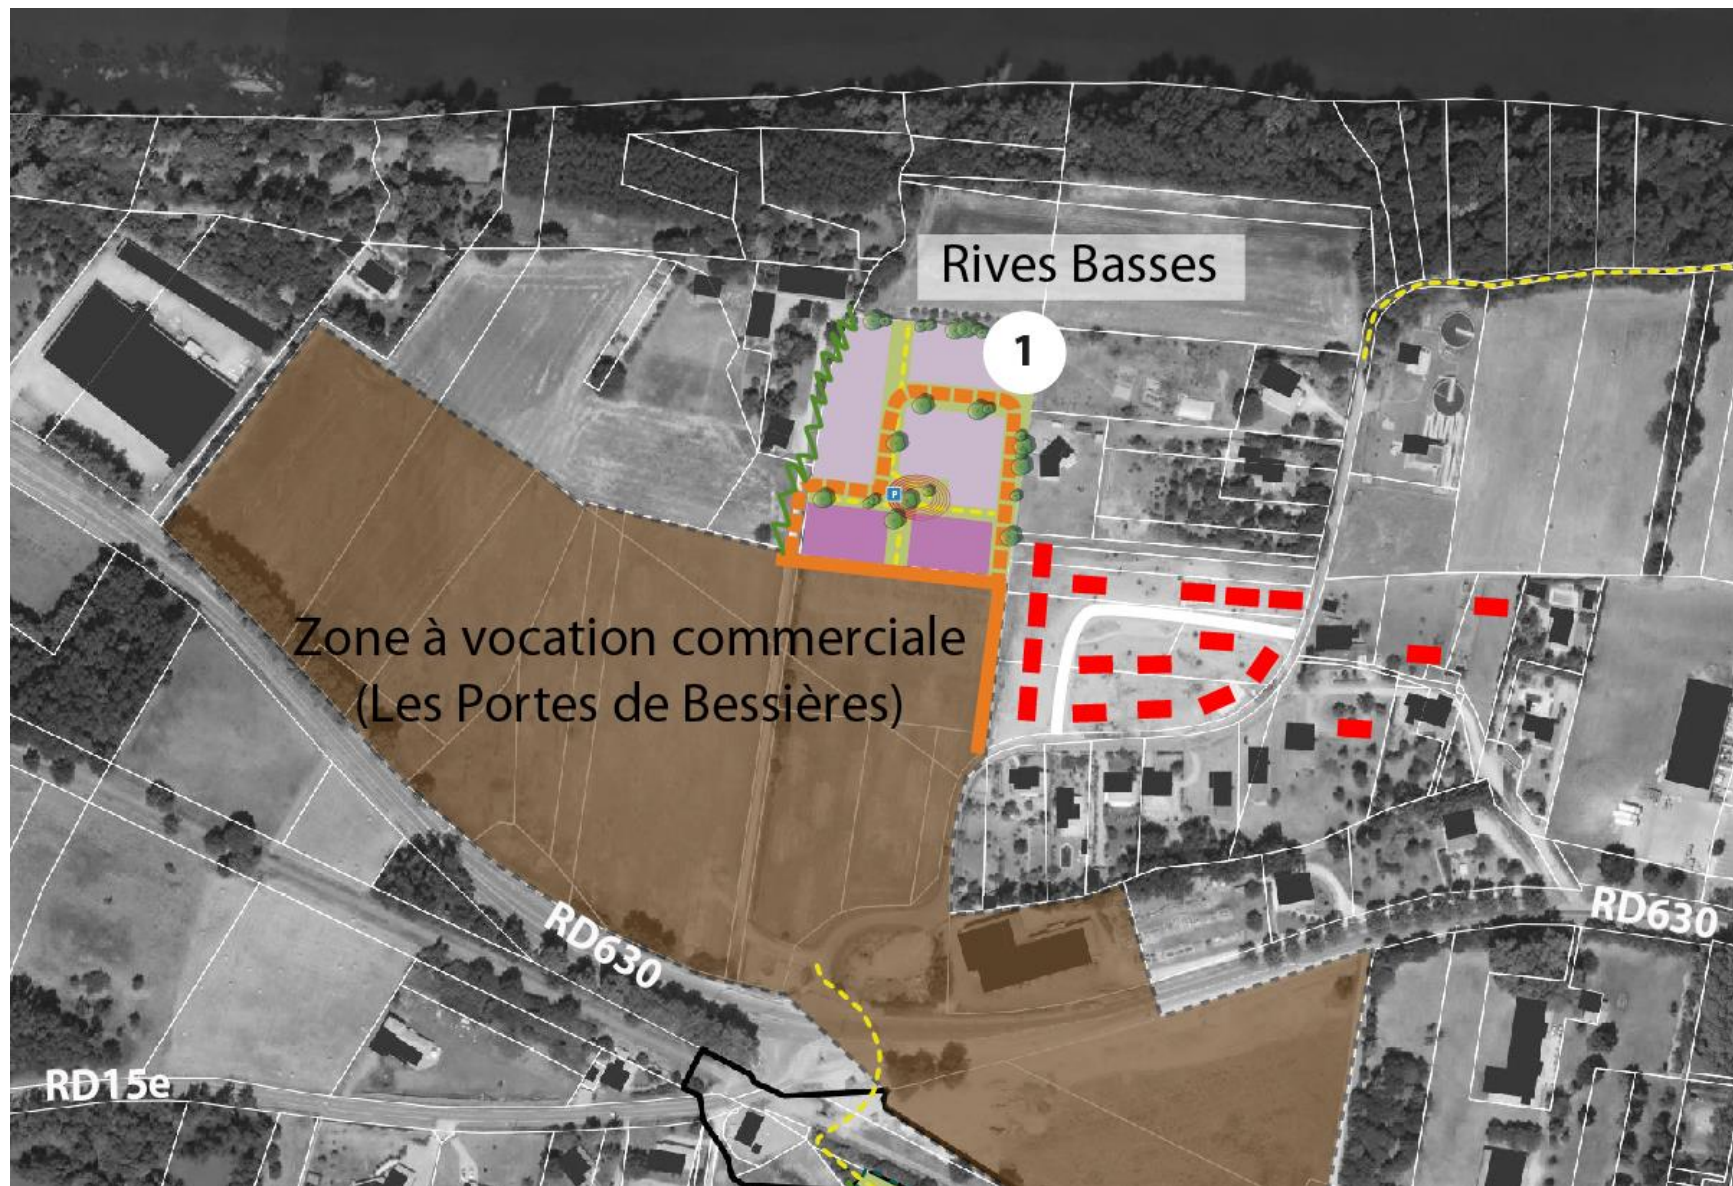 Rives Basses
1
P
Zone à vocation commerciale
(Les Portes de Bessières)
RD630
RD630
RD15e